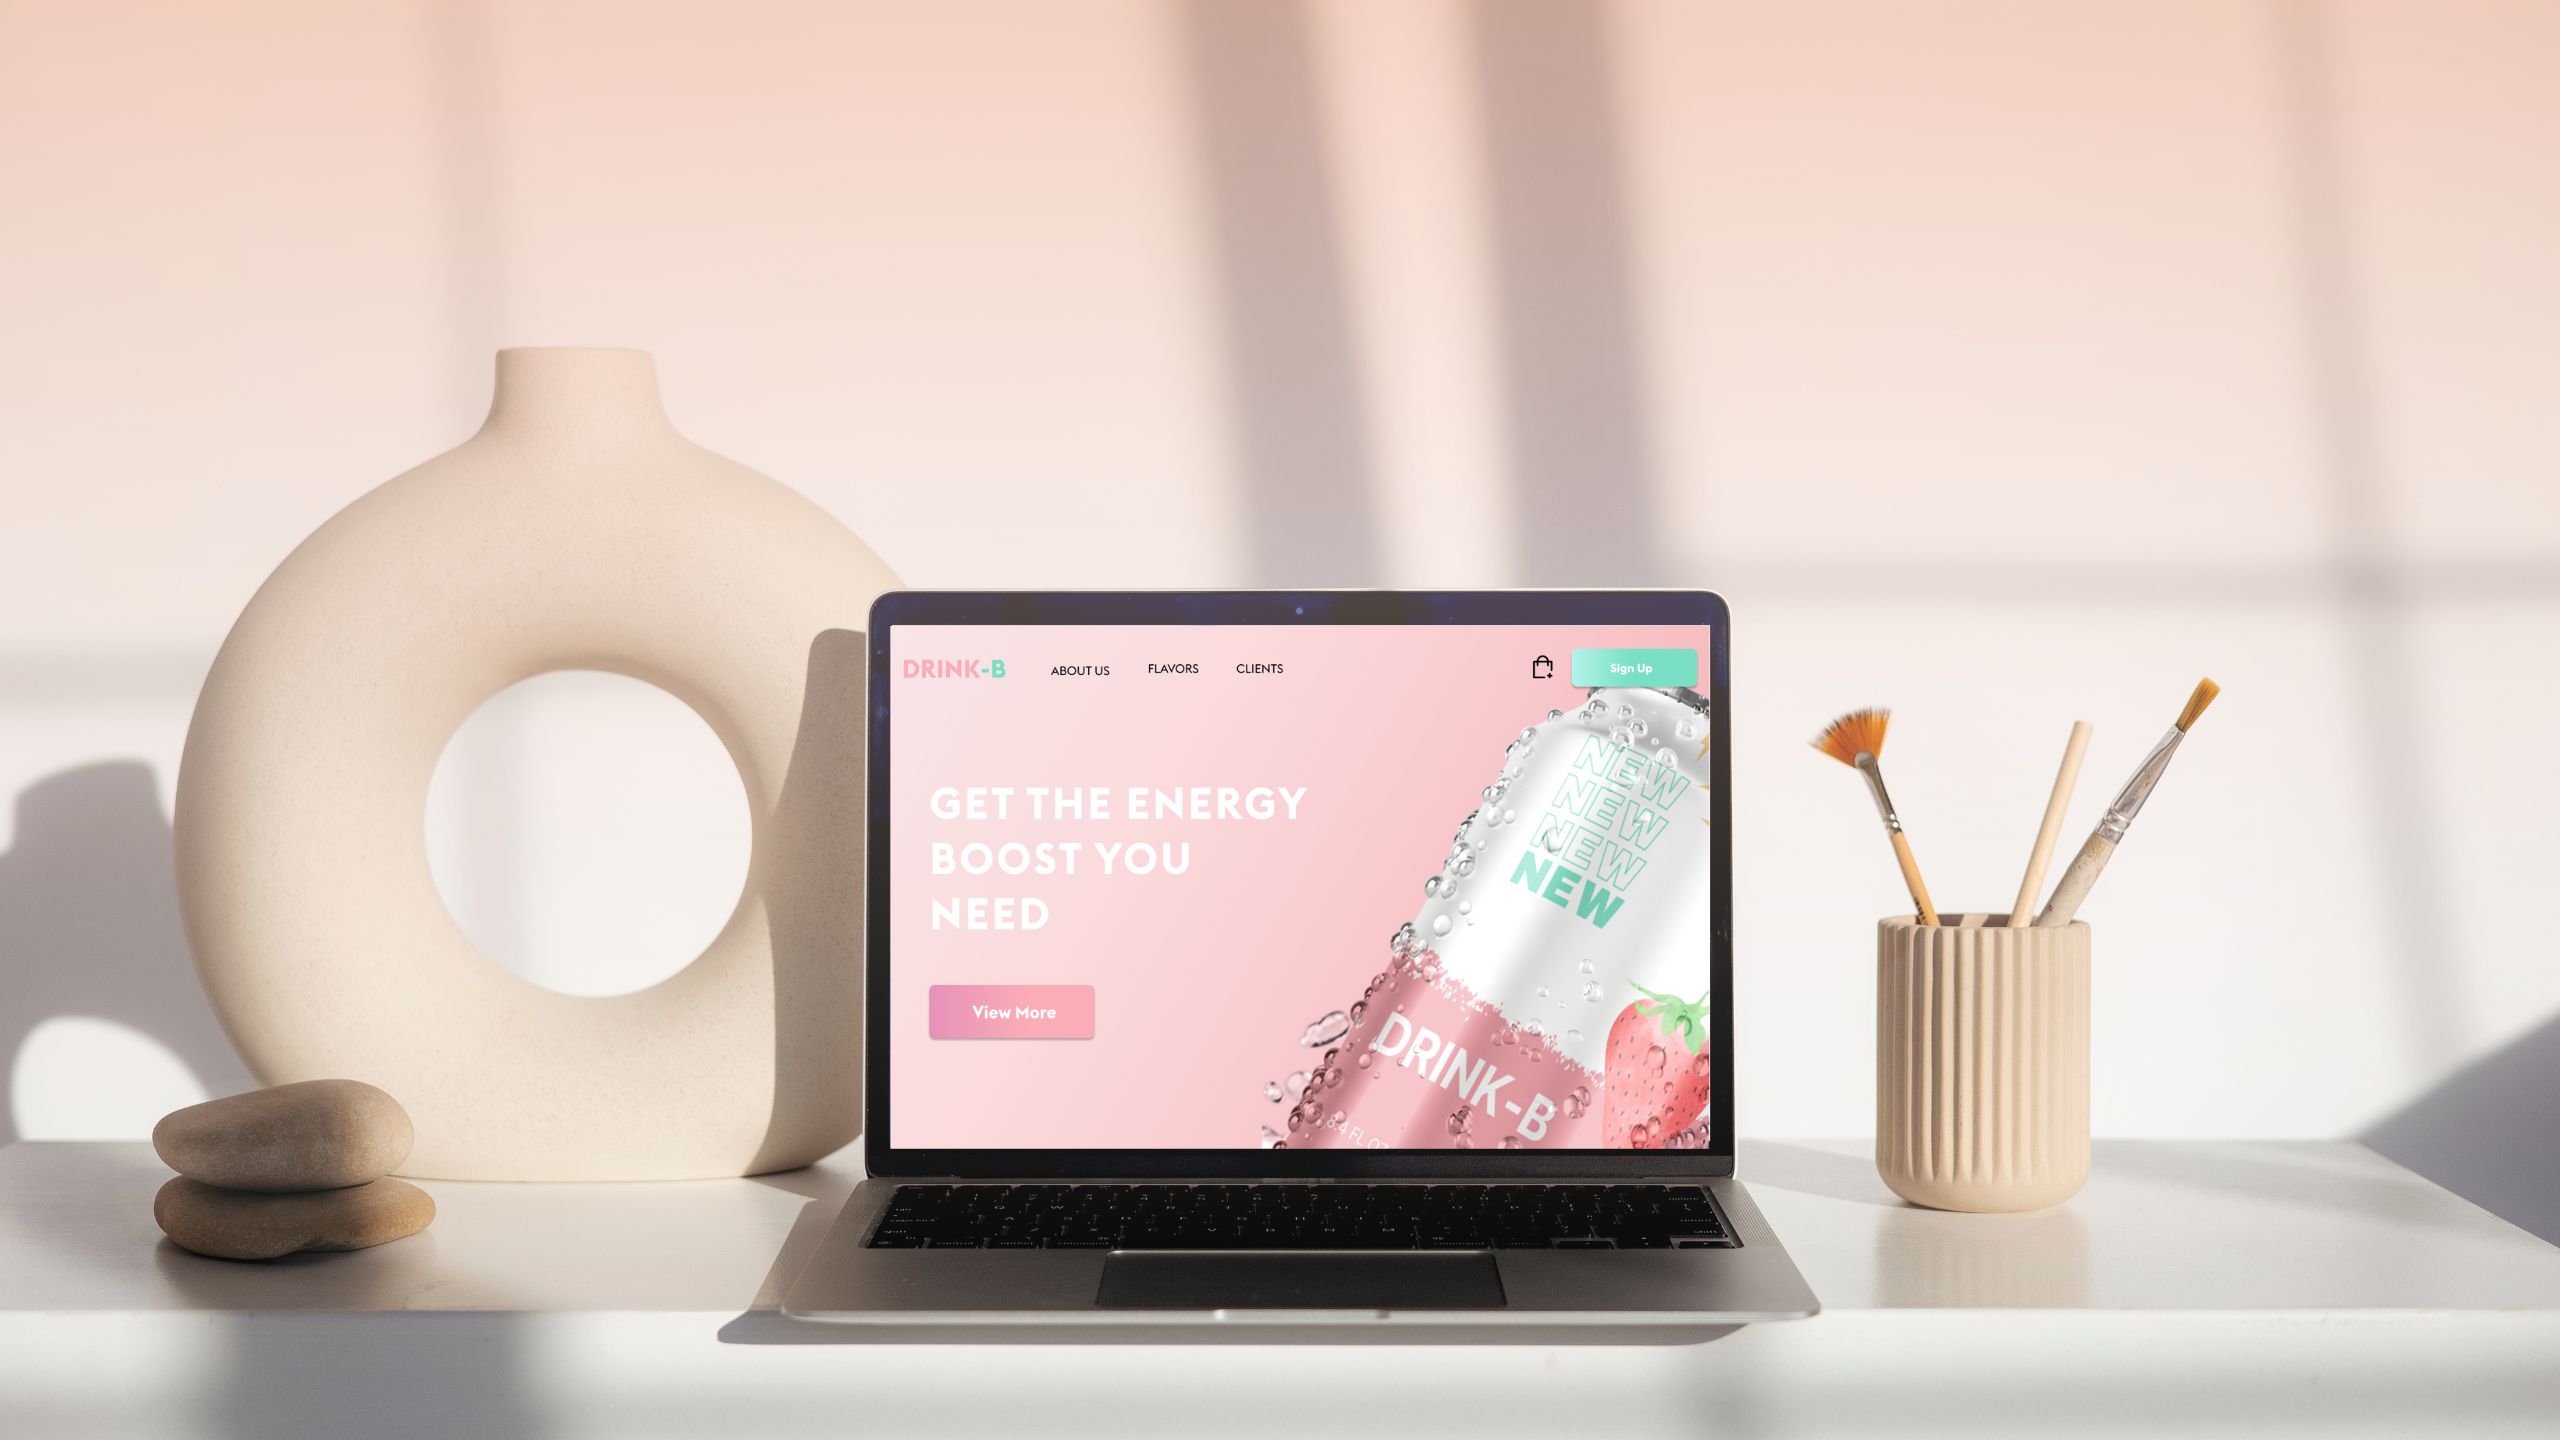 DRINK-B
ABOUT US
FLAVORS
CLIENTS
Sign Up
GET THE ENERGY
BOOST YOU
NEED
View More
NEW
NEW
NEW
NEW
DRINK-B
8.4 FL OZ